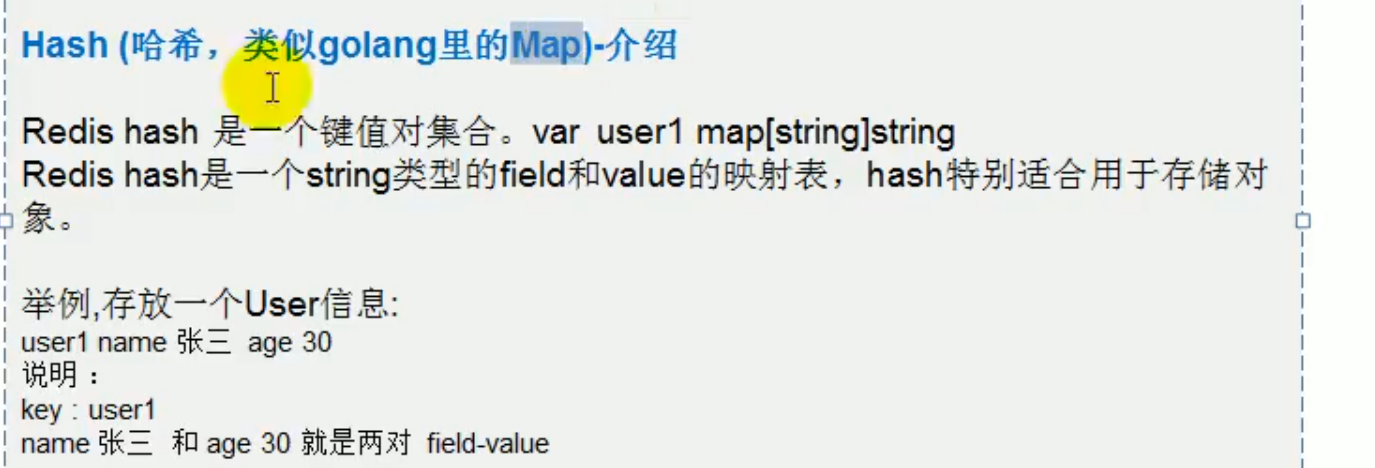 Hash (哈希，类似golang里的Map)-介绍
Redis hash 是一个键值对集合。var user1 map[string]string
Redis hash是一个string类型的field和value的映射表，hash特别适合用于存储对
象。
举例,存放一个User信息:
user1 name 张三 age 30
说明 :
key : user1
name 张三 和 age 30 就是两对 field-value